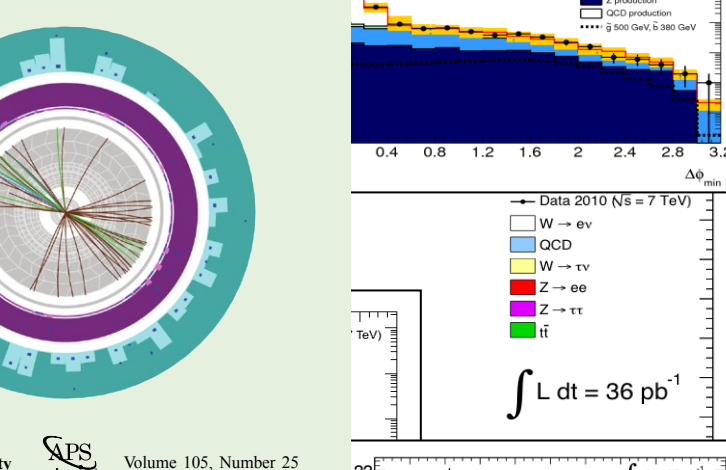 Z production
QCD production
g̃ 500 GeV, b̃ 380 GeV
0.4 0.8 1.2 1.6 2 2.4 2.8 3.2
Δϕmin
Data 2010 (√s = 7 TeV)
W → eν
QCD
W → τν
Z → ee
Z → ττ
tt̄
TeV)
∫ L dt = 36 pb⁻¹
APS
Volume 105, Number 25